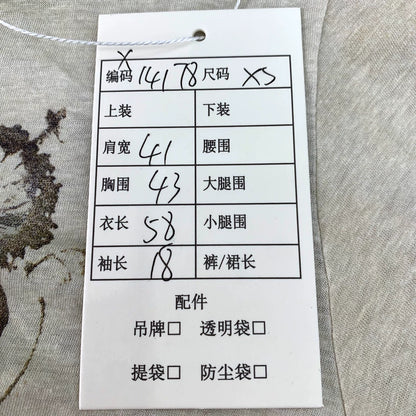 X
编码 14178 尺码 XS
上装 下装
肩宽 41 腰围
胸围 43 大腿围
衣长 58 小腿围
袖长 18 裤/裙长
配件
吊牌□ 透明袋□
提袋□ 防尘袋□